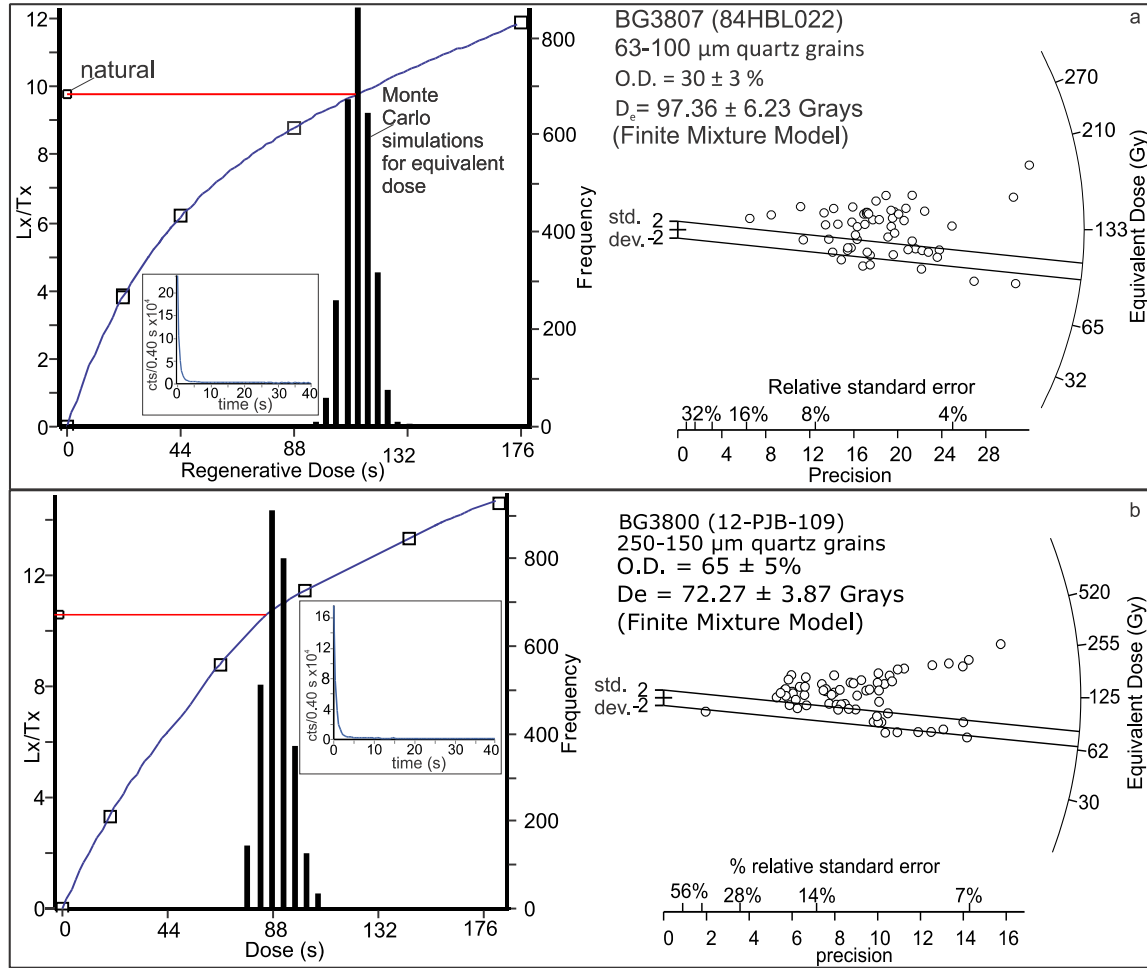 a
BG3807 (84HBL022)
63-100 µm quartz grains
O.D. = 30 ± 3 %
De= 97.36 ± 6.23 Grays
(Finite Mixture Model)
natural
Monte
Carlo
simulations
for equivalent
dose
Lx/Tx
12
10
8
6
4
2
0
800
600
400
200
0
Frequency
cts/0.40 s x10⁴
20
15
10
5
0
0 10 20 30 40
time (s)
0 44 88 132 176
Regenerative Dose (s)
std. 2
dev. -2
270
210
133
65
32
Equivalent Dose (Gy)
Relative standard error
32% 16% 8% 4%
0 4 8 12 16 20 24 28
Precision
b
BG3800 (12-PJB-109)
250-150 µm quartz grains
O.D. = 65 ± 5%
De = 72.27 ± 3.87 Grays
(Finite Mixture Model)
Lx/Tx
12
8
4
0
800
600
400
200
0
Frequency
cts/0.40 s x10⁴
16
12
8
4
0
0 10 20 30 40
time (s)
0 44 88 132 176
Dose (s)
std. 2
dev. -2
520
255
125
62
30
Equivalent Dose (Gy)
% relative standard error
56% 28% 14% 7%
0 2 4 6 8 10 12 14 16
precision